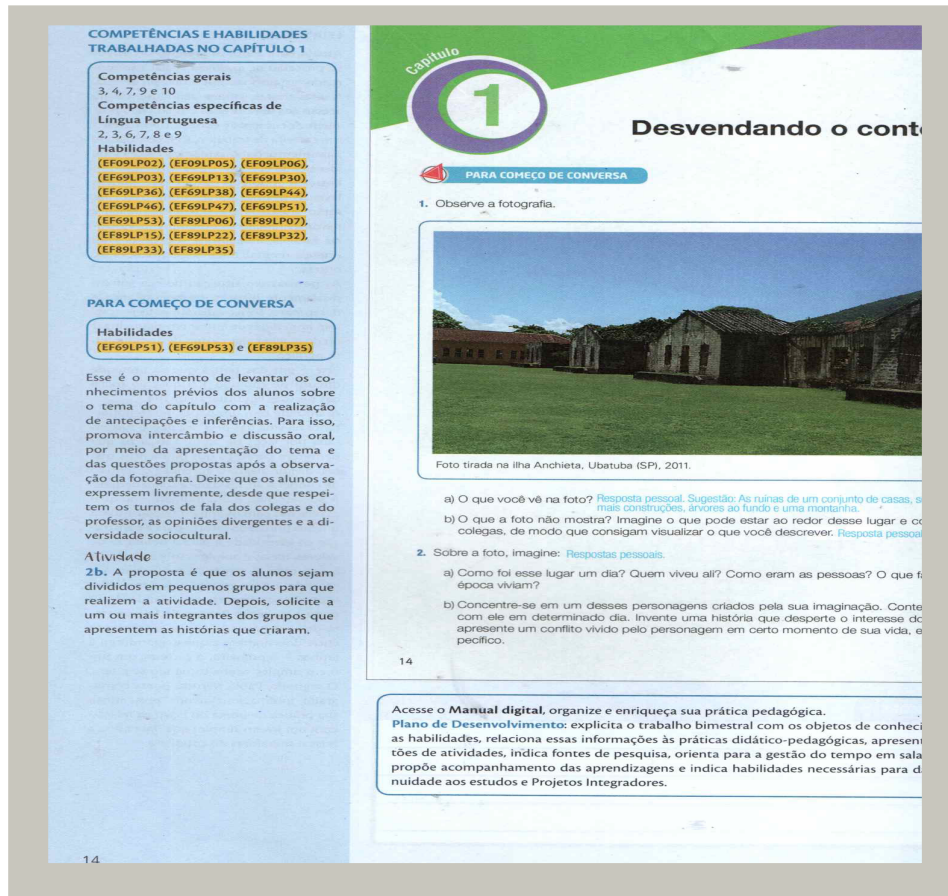 COMPETÊNCIAS E HABILIDADES
TRABALHADAS NO CAPÍTULO 1
Competências gerais
3, 4, 7, 9 e 10
Competências específicas de
Língua Portuguesa
2, 3, 6, 7, 8 e 9
Habilidades
(EF09LP02), (EF09LP05), (EF09LP06),
(EF69LP03), (EF69LP13), (EF69LP30),
(EF69LP36), (EF69LP38), (EF69LP44),
(EF69LP46), (EF69LP47), (EF69LP51),
(EF69LP53), (EF89LP06), (EF89LP07),
(EF89LP15), (EF89LP22), (EF89LP32),
(EF89LP33), (EF89LP35)
PARA COMEÇO DE CONVERSA
Habilidades
(EF69LP51), (EF69LP53) e (EF89LP35)
Esse é o momento de levantar os co-
nhecimentos prévios dos alunos sobre
o tema do capítulo com a realização
de antecipações e inferências. Para isso,
promova intercâmbio e discussão oral,
por meio da apresentação do tema e
das questões propostas após a observa-
ção da fotografia. Deixe que os alunos se
expressem livremente, desde que respei-
tem os turnos de fala dos colegas e do
professor, as opiniões divergentes e a di-
versidade sociocultural.
Atividade
2b. A proposta é que os alunos sejam
divididos em pequenos grupos para que
realizem a atividade. Depois, solicite a
um ou mais integrantes dos grupos que
apresentem as histórias que criaram.
14
Capítulo
1
Desvendando o cont
PARA COMEÇO DE CONVERSA
1. Observe a fotografia.
Foto tirada na ilha Anchieta, Ubatuba (SP), 2011.
a) O que você vê na foto? Resposta pessoal. Sugestão: As ruínas de um conjunto de casas, s
mais construções, árvores ao fundo e uma montanha.
b) O que a foto não mostra? Imagine o que pode estar ao redor desse lugar e co
colegas, de modo que consigam visualizar o que você descrever. Resposta pessoal
2. Sobre a foto, imagine: Respostas pessoais.
a) Como foi esse lugar um dia? Quem viveu ali? Como eram as pessoas? O que f
época viviam?
b) Concentre-se em um desses personagens criados pela sua imaginação. Conte
com ele em determinado dia. Invente uma história que desperte o interesse do
apresente um conflito vivido pelo personagem em certo momento de sua vida, e
pecífico.
14
Acesse o Manual digital, organize e enriqueça sua prática pedagógica.
Plano de Desenvolvimento: explicita o trabalho bimestral com os objetos de conheci
as habilidades, relaciona essas informações às práticas didático-pedagógicas, apresen
tões de atividades, indica fontes de pesquisa, orienta para a gestão do tempo em sala
propõe acompanhamento das aprendizagens e indica habilidades necessárias para d
nuidade aos estudos e Projetos Integradores.